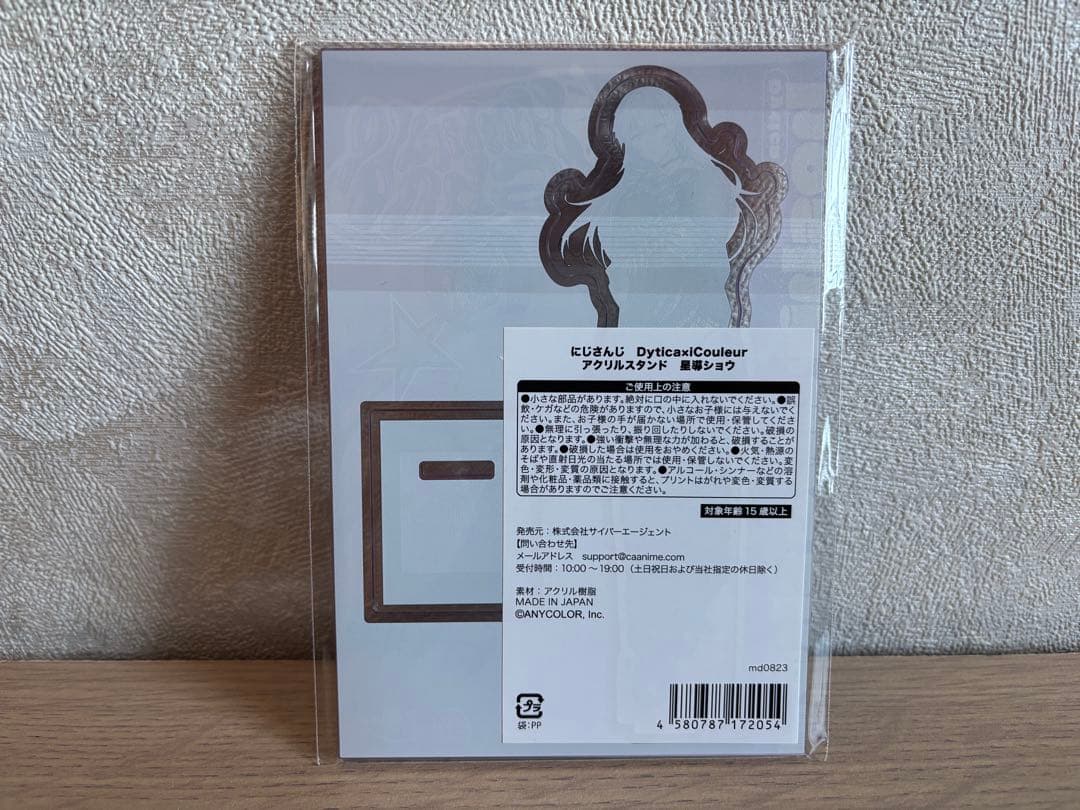 にじさんじ　Dytica×iCouleur
アクリルスタンド　星導ショウ
ご使用上の注意
●小さな部品があります。絶対に口の中に入れないでください。●誤
飲・ケガなどの危険がありますので、小さなお子様には与えないでく
ださい。また、お子様の手が届かない場所で使用・保管してくださ
い。●無理に引っ張ったり、振り回したりしないでください。破損の
原因となります。●強い衝撃や無理な力が加わると、破損することが
あります。●破損した場合は使用をおやめください。●火気・熱源の
そばや直射日光の当たる場所では使用・保管しないでください。変
色・変形・変質の原因となります。●アルコール・シンナーなどの溶
剤や化粧品・薬品類に接触すると、プリントはがれや変色・変質する
場合がありますのでご注意ください。
対象年齢15歳以上
発売元：株式会社サイバーエージェント
【問い合わせ先】
メールアドレス　support@caanime.com
受付時間：10:00～19:00（土日祝日および当社指定の休日除く）
素材：アクリル樹脂
MADE IN JAPAN
©ANYCOLOR, Inc.
md0823
プラ
袋:PP
4 580787 172054